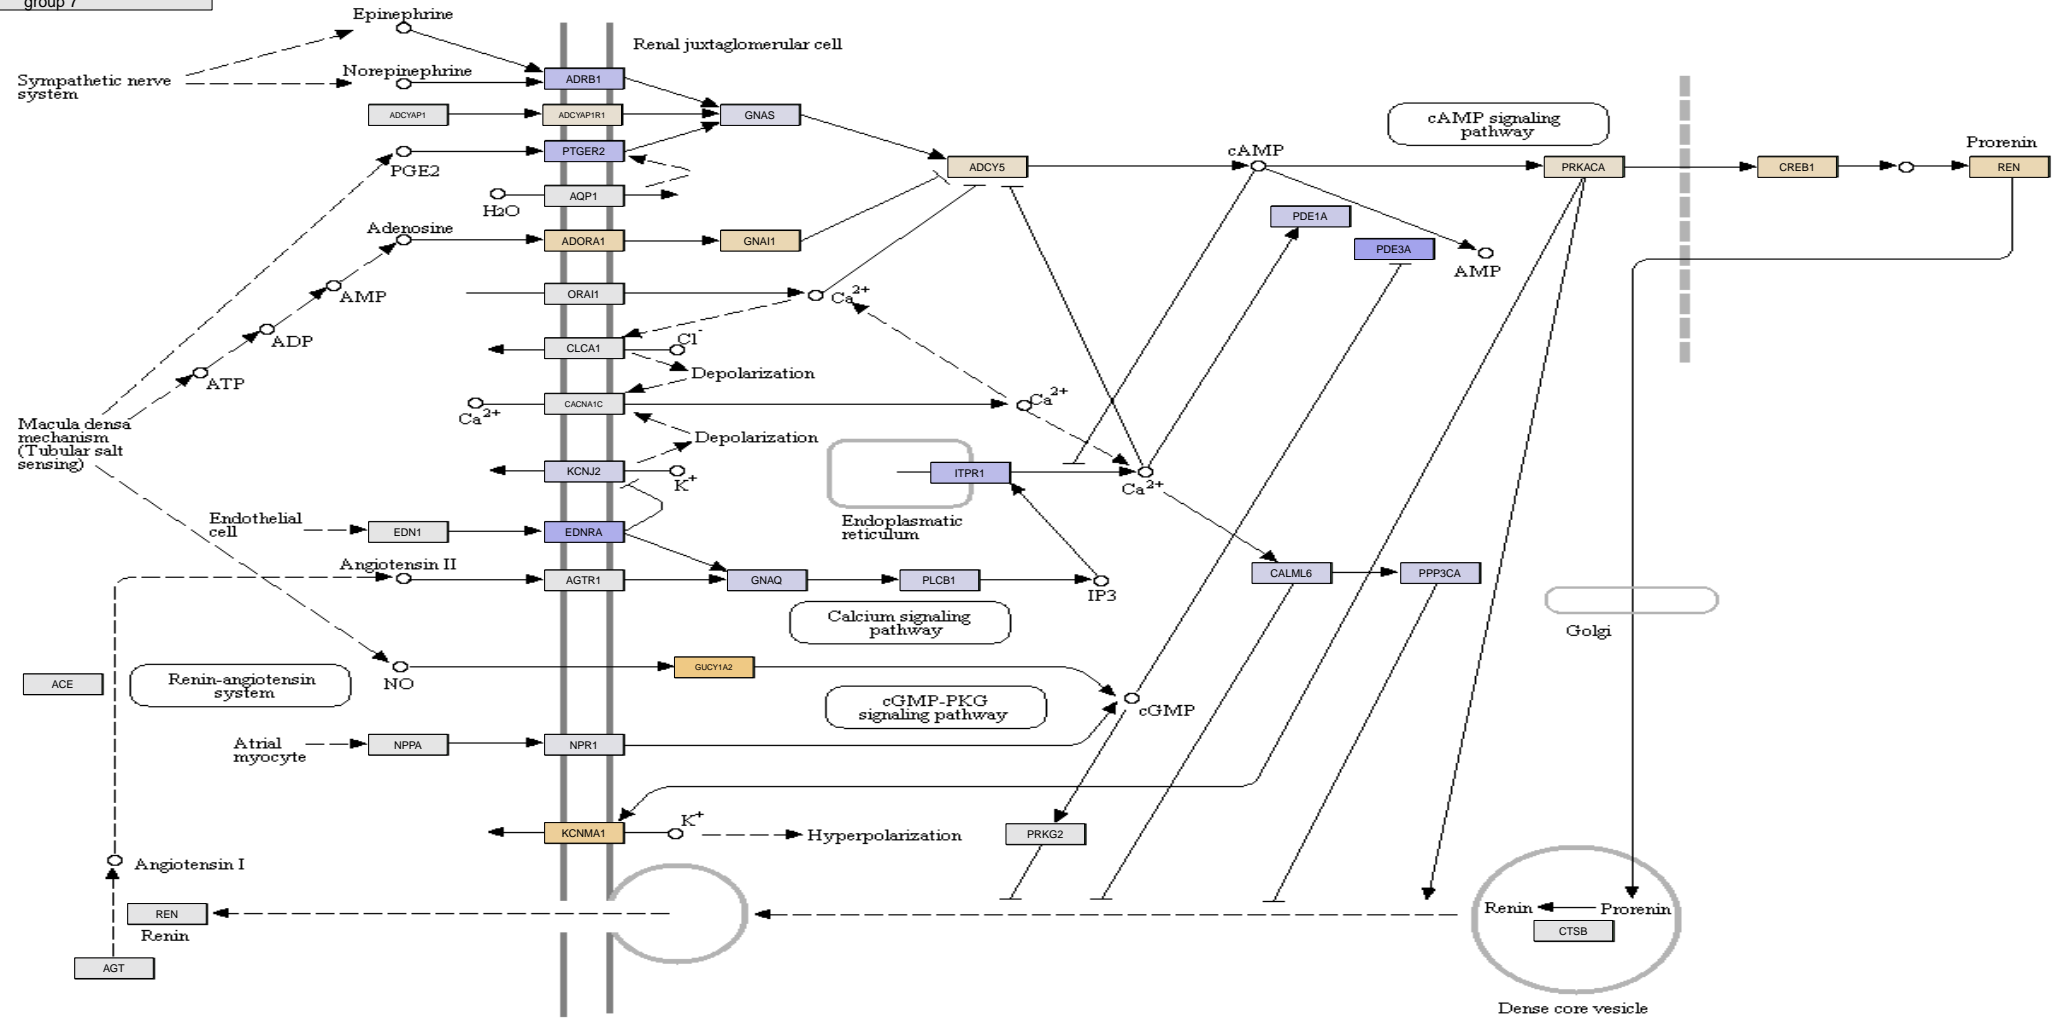 group 7
Epinephrine
Renal juxtaglomerular cell
Sympathetic nerve
system
Norepinephrine
ADRB1
ADCYAP1
ADCYAP1R1
GNAS
cAMP signaling
pathway
PGE2
PTGER2
ADCY5
cAMP
PRKACA
CREB1
Prorenin
REN
H2O
AQP1
PDE1A
Adenosine
ADORA1
GNAI1
PDE3A
AMP
AMP
ORAI1
Ca2+
ADP
CLCA1
Cl-
Depolarization
ATP
Ca2+
CACNA1C
Ca2+
Macula densa
mechanism
(Tubular salt
sensing)
Depolarization
KCNJ2
K+
ITPR1
Ca2+
Endoplasmatic
reticulum
Endothelial
cell
EDN1
EDNRA
Angiotensin II
AGTR1
GNAQ
PLCB1
IP3
CALML6
PPP3CA
Calcium signaling
pathway
Golgi
ACE
Renin-angiotensin
system
NO
GUCY1A2
cGMP-PKG
signaling pathway
cGMP
Atrial
myocyte
NPPA
NPR1
KCNMA1
K+
Hyperpolarization
PRKG2
Angiotensin I
REN
Renin
AGT
Renin
Prorenin
CTSB
Dense core vesicle